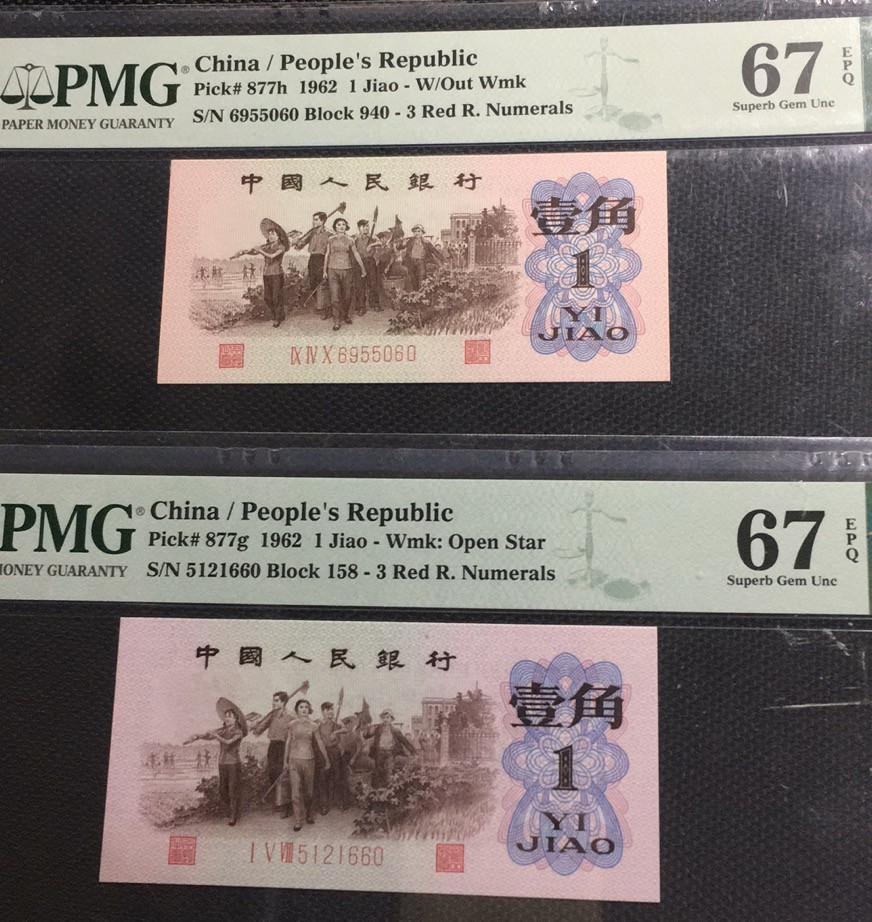 PMG®
PAPER MONEY GUARANTY
China / People's Republic
Pick# 877h 1962 1 Jiao - W/Out Wmk
S/N 6955060 Block 940 - 3 Red R. Numerals
67
EPQ
Superb Gem Unc
中國人民銀行
壹角
1
YI
JIAO
IX IV X 6955060
PMG®
MONEY GUARANTY
China / People's Republic
Pick# 877g 1962 1 Jiao - Wmk: Open Star
S/N 5121660 Block 158 - 3 Red R. Numerals
67
EPQ
Superb Gem Unc
中國人民銀行
壹角
1
YI
JIAO
I V VIII 5121660